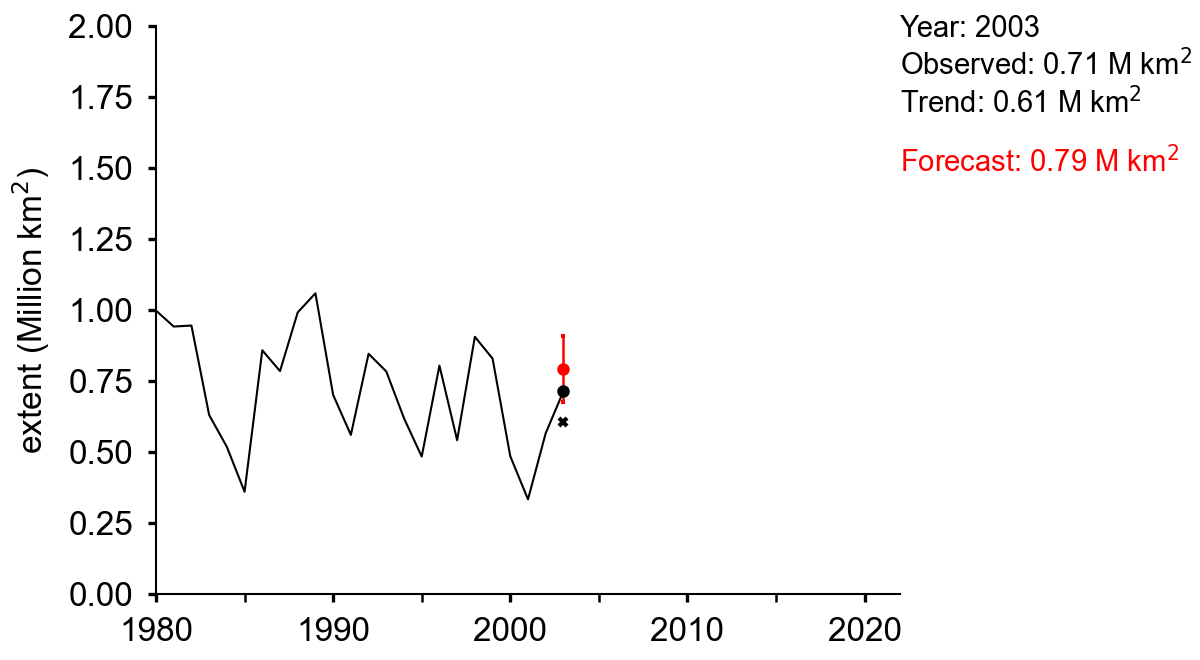 2.00
1.75
1.50
1.25
1.00
0.75
0.50
0.25
0.00
extent (Million km²)
1980 1990 2000 2010 2020
Year: 2003
Observed: 0.71 M km²
Trend: 0.61 M km²
Forecast: 0.79 M km²